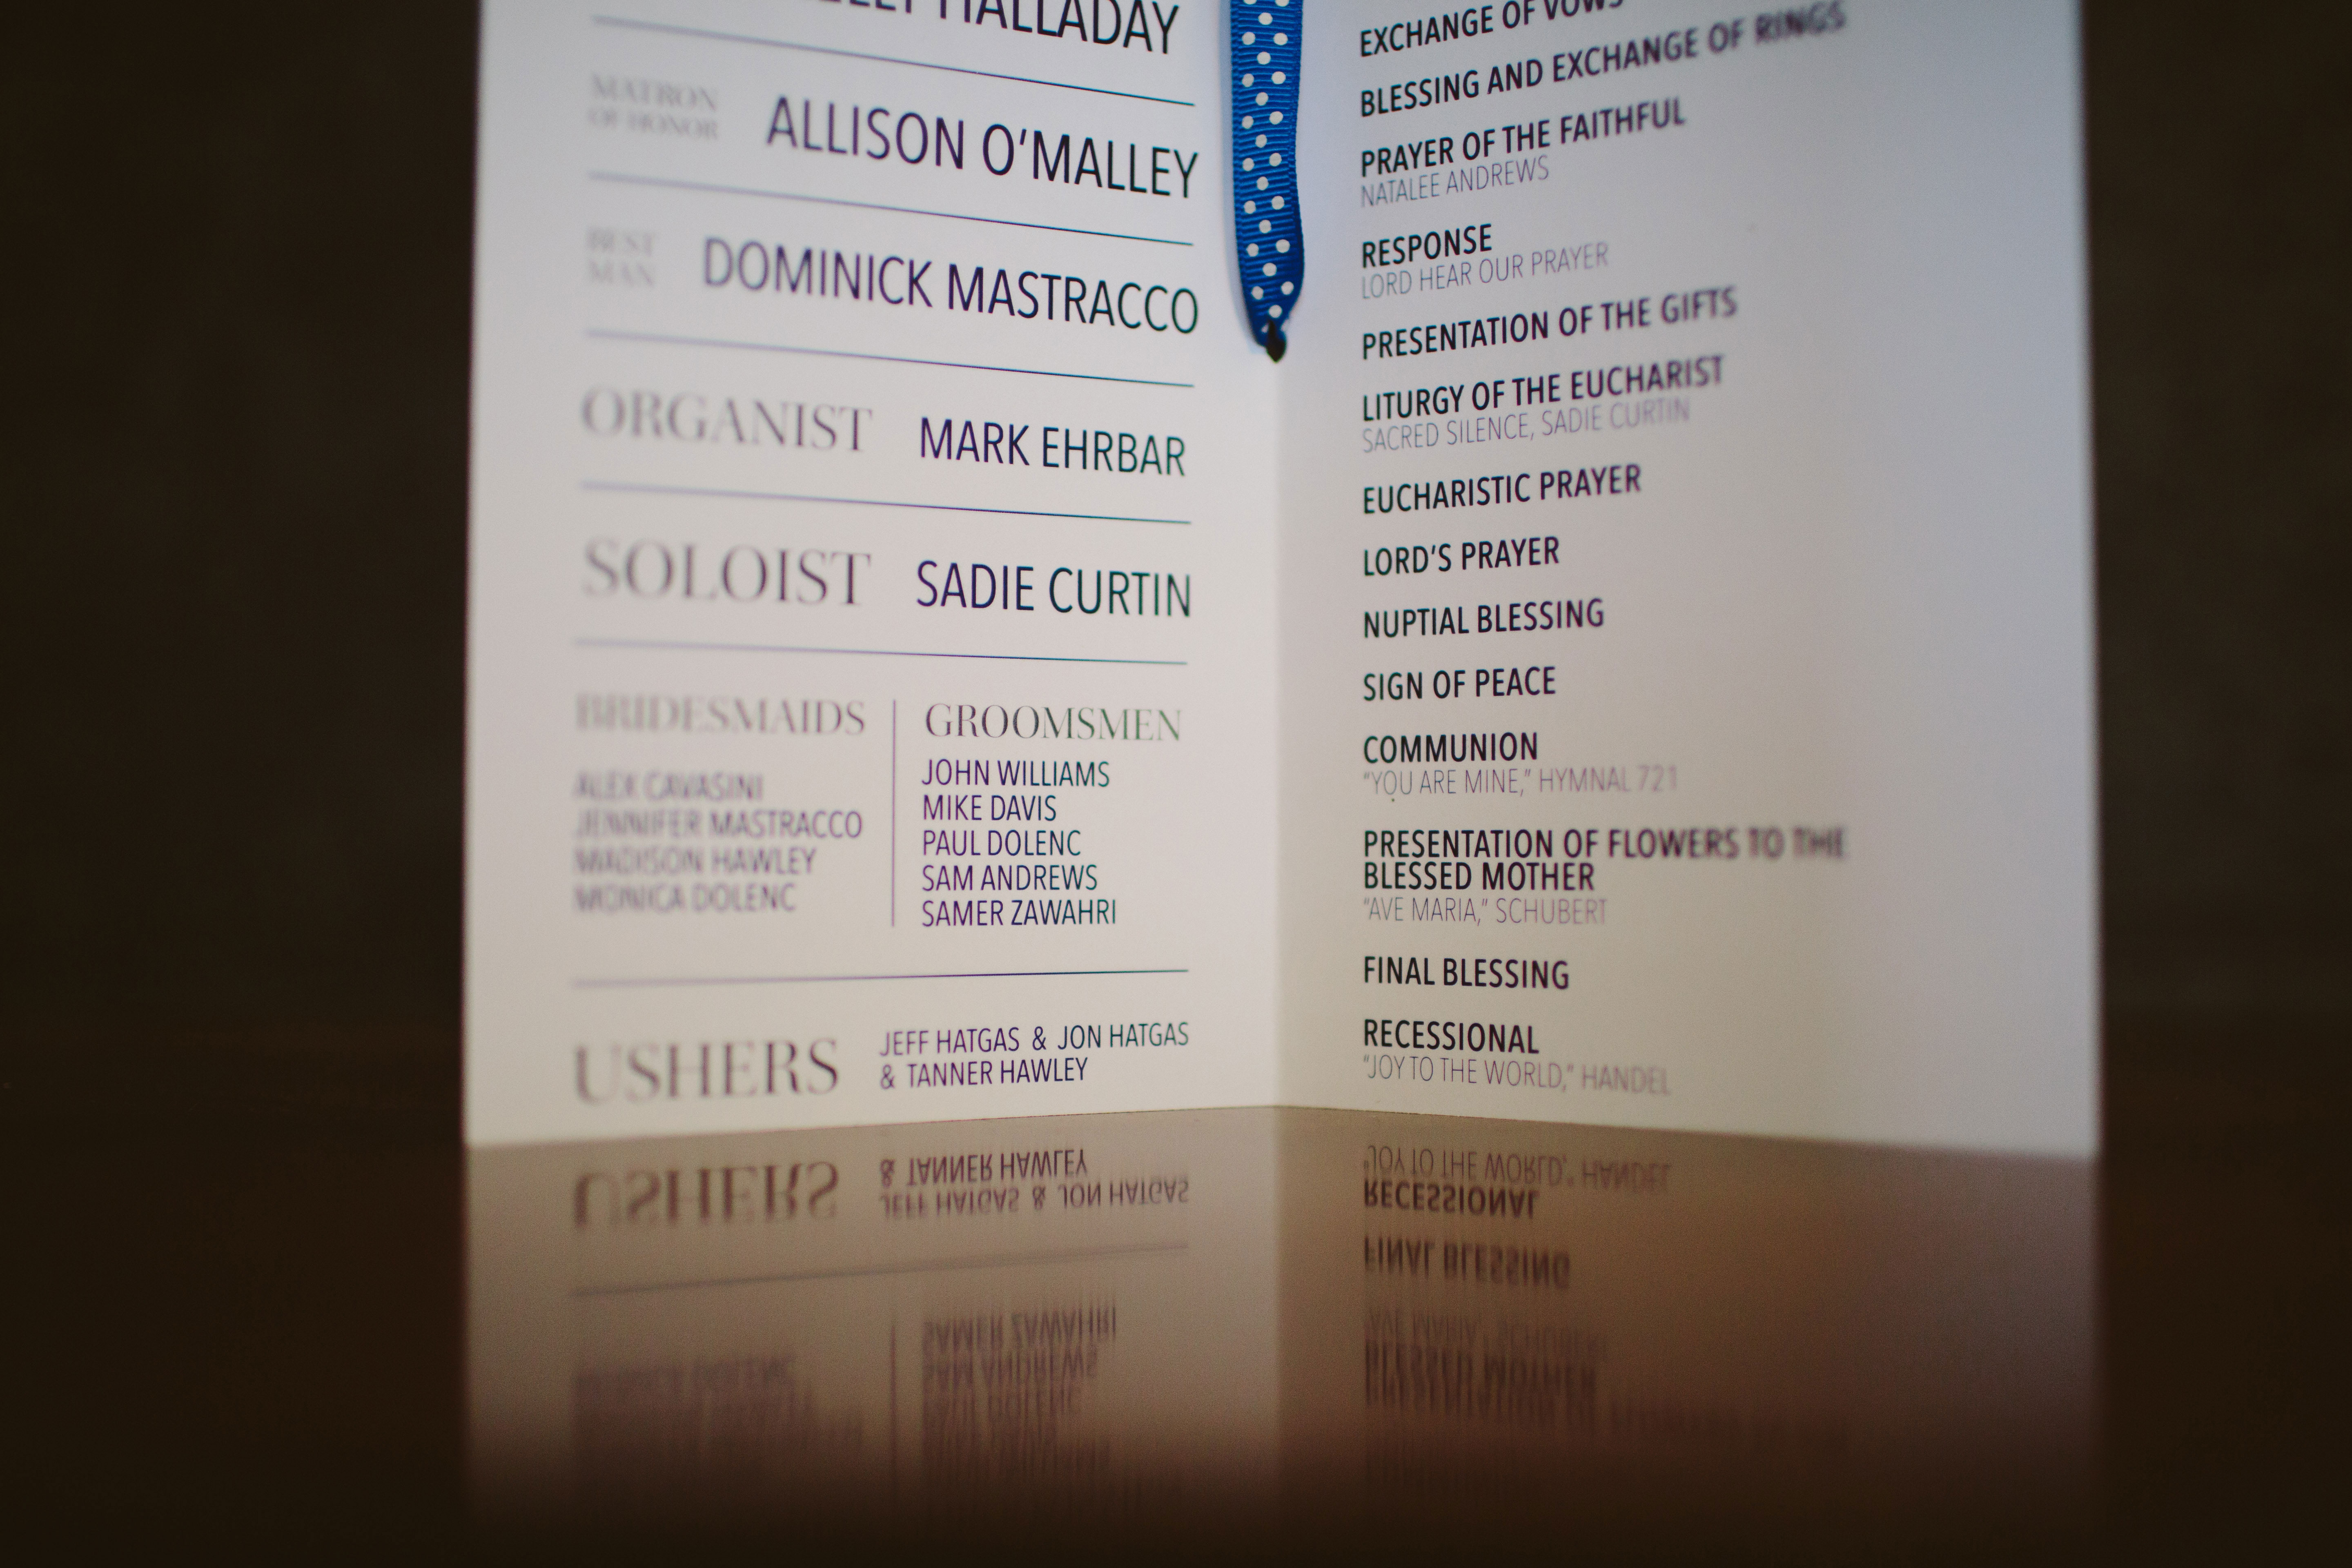 HALLADAY
MATRON
OF HONOR
ALLISON O'MALLEY
BEST
MAN
DOMINICK MASTRACCO
ORGANIST MARK EHRBAR
SOLOIST SADIE CURTIN
BRIDESMAIDS
ALEX CAVASINI
JENNIFER MASTRACCO
MADISON HAWLEY
MONICA DOLENC
GROOMSMEN
JOHN WILLIAMS
MIKE DAVIS
PAUL DOLENC
SAM ANDREWS
SAMER ZAWAHRI
USHERS
JEFF HATGAS & JON HATGAS
& TANNER HAWLEY
EXCHANGE OF VOWS
BLESSING AND EXCHANGE OF RINGS
PRAYER OF THE FAITHFUL
NATALEE ANDREWS
RESPONSE
LORD HEAR OUR PRAYER
PRESENTATION OF THE GIFTS
LITURGY OF THE EUCHARIST
SACRED SILENCE, SADIE CURTIN
EUCHARISTIC PRAYER
LORD'S PRAYER
NUPTIAL BLESSING
SIGN OF PEACE
COMMUNION
"YOU ARE MINE," HYMNAL 721
PRESENTATION OF FLOWERS TO THE
BLESSED MOTHER
"AVE MARIA," SCHUBERT
FINAL BLESSING
RECESSIONAL
"JOY TO THE WORLD," HANDEL